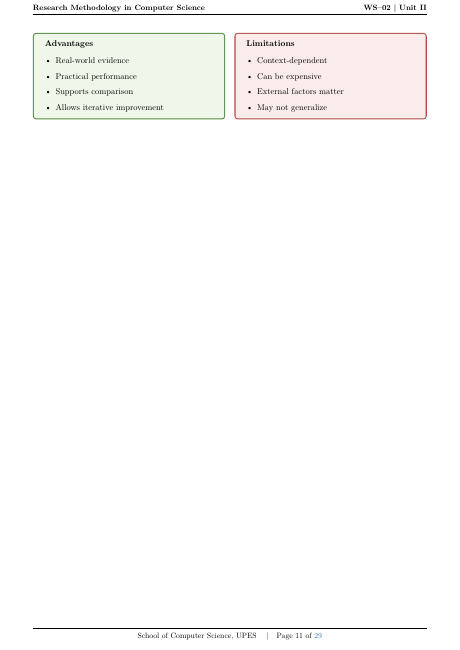 Research Methodology in Computer Science WS–02 | Unit II
Advantages
• Real-world evidence
• Practical performance
• Supports comparison
• Allows iterative improvement
Limitations
• Context-dependent
• Can be expensive
• External factors matter
• May not generalize
School of Computer Science, UPES | Page 11 of 29